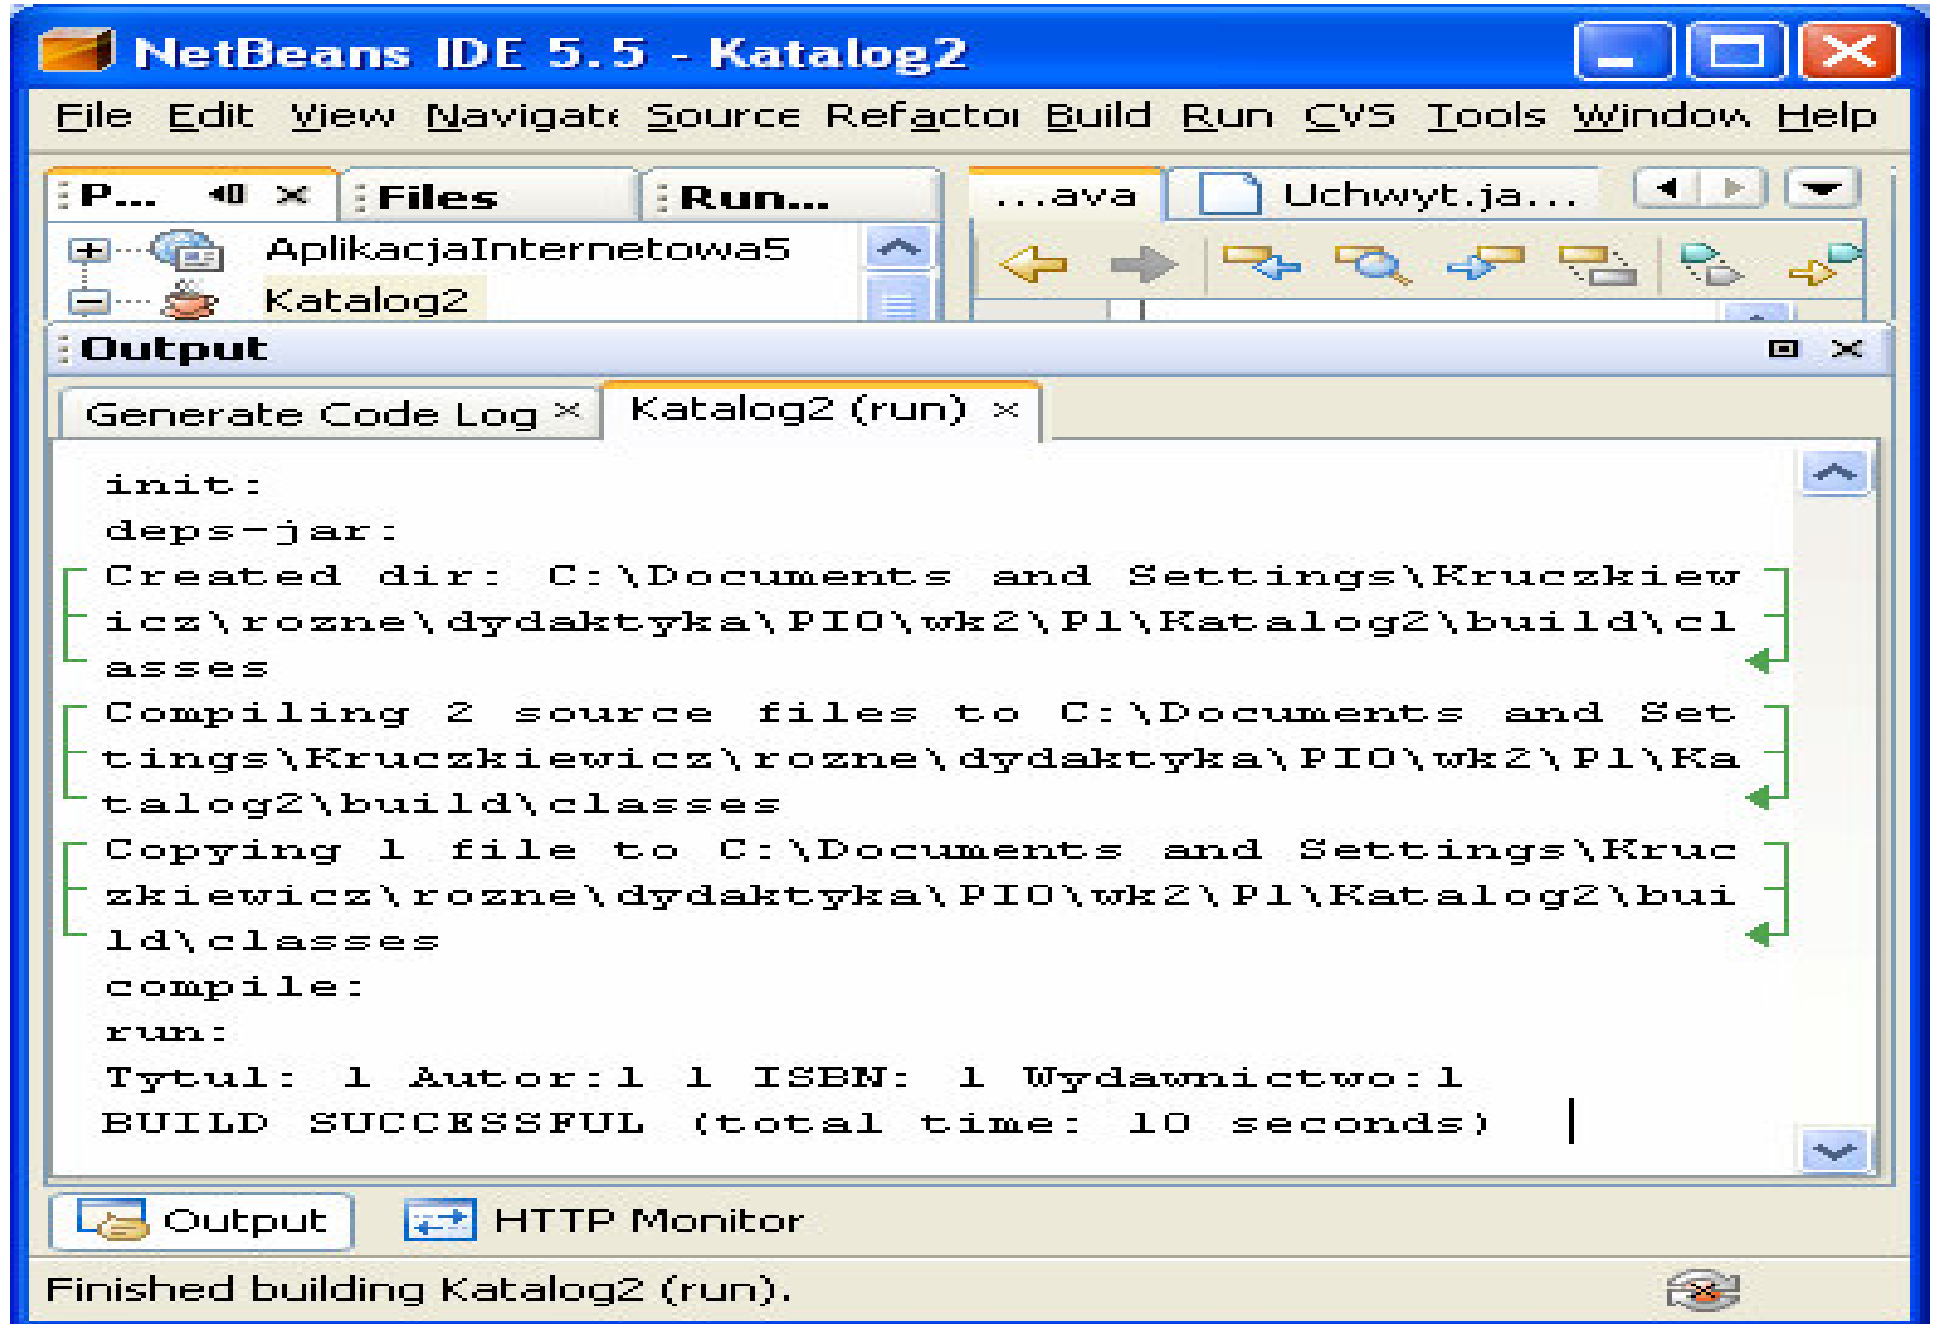 NetBeans IDE 5.5 - Katalog2
File Edit View Navigate Source Refactor Build Run CVS Tools Window Help
P... Files Run... ...ava Uchwyt.ja...
AplikacjaInternetowa5
Katalog2
Output
Generate Code Log Katalog2 (run)
init:
deps-jar:
Created dir: C:\Documents and Settings\Kruczkiew
icz\rozne\dydaktyka\PIO\wk2\P1\Katalog2\build\cl
asses
Compiling 2 source files to C:\Documents and Set
tings\Kruczkiewicz\rozne\dydaktyka\PIO\wk2\P1\Ka
talog2\build\classes
Copying 1 file to C:\Documents and Settings\Kruc
zkiewicz\rozne\dydaktyka\PIO\wk2\P1\Katalog2\bui
ld\classes
compile:
run:
Tytul: 1 Autor:1 1 ISBN: 1 Wydawnictwo:1
BUILD SUCCESSFUL (total time: 10 seconds)
Output HTTP Monitor
Finished building Katalog2 (run).